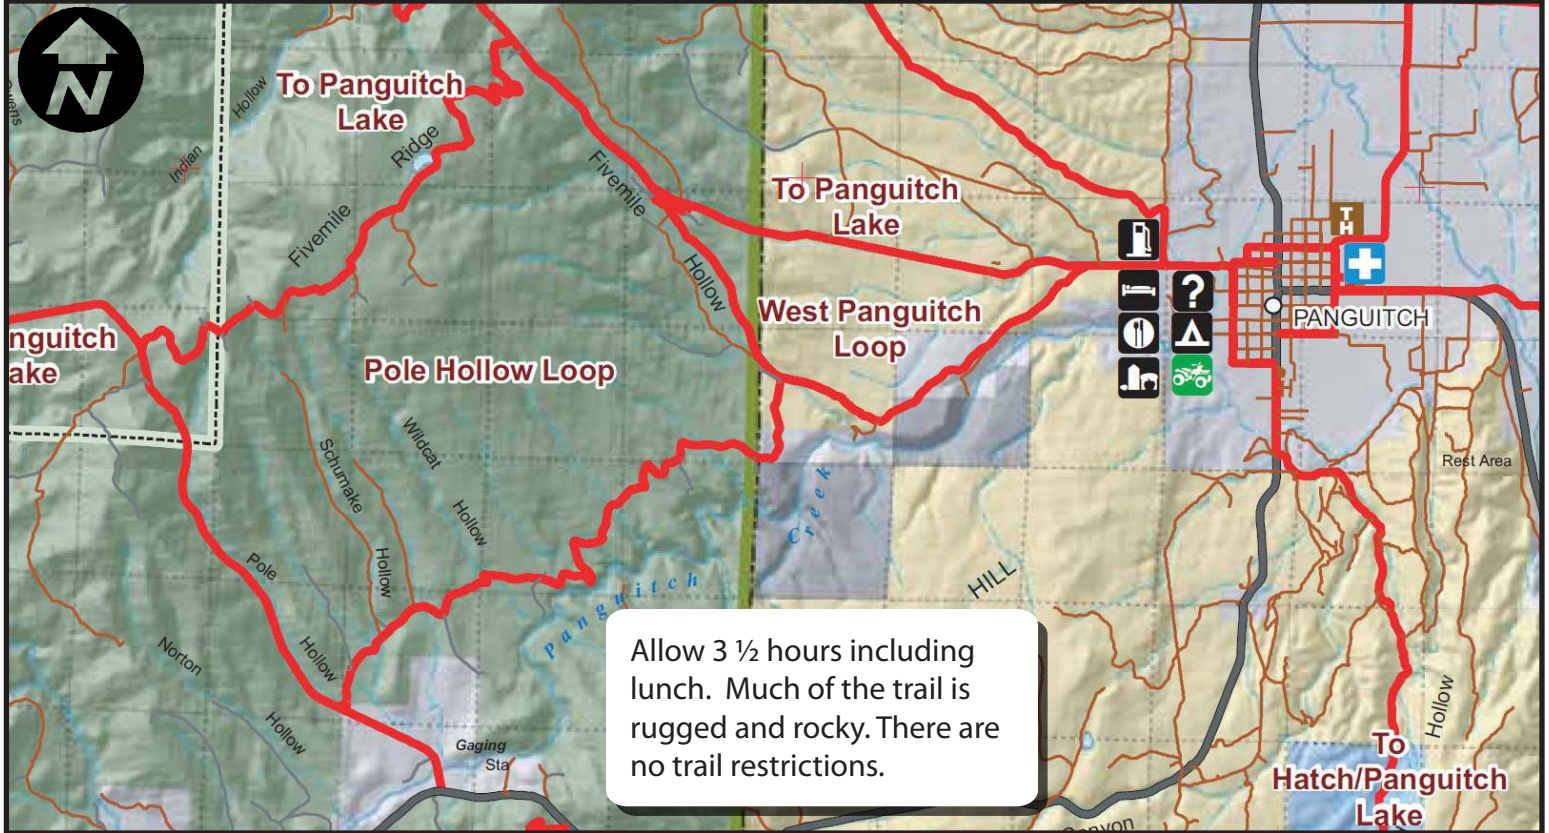 N
Owens
Hollow
Indian
To Panguitch
Lake
Ridge
Fivemile
Fivemile
Hollow
To Panguitch
Lake
TH
?
PANGUITCH
West Panguitch
Loop
nguitch
ake
Pole Hollow Loop
Schumake
Hollow
Wildcat
Hollow
Creek
Panguitch
Rest Area
HILL
Pole
Hollow
Norton
Hollow
Gaging
Sta
Allow 3 ½ hours including
lunch. Much of the trail is
rugged and rocky. There are
no trail restrictions.
Hollow
To
Hatch/Panguitch
Lake
Canyon